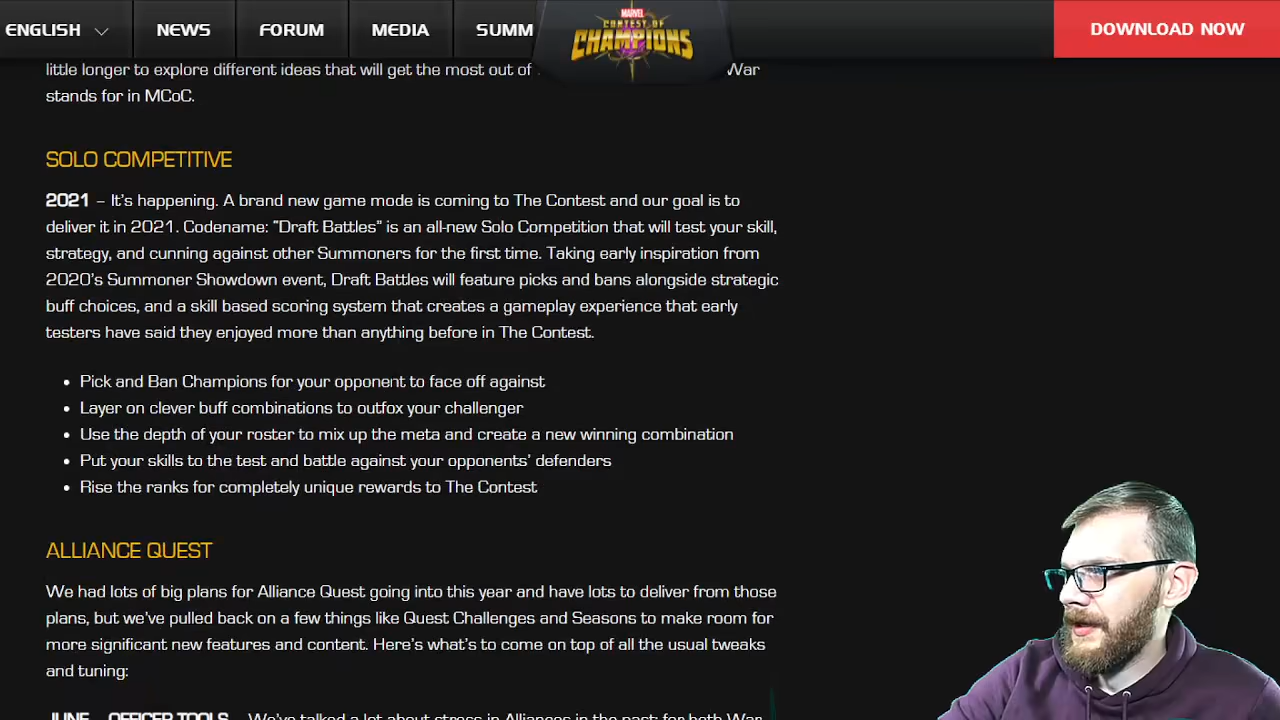 ENGLISH NEWS FORUM MEDIA SUMM MARVEL CONTEST OF CHAMPIONS DOWNLOAD NOW
little longer to explore different ideas that will get the most out of War
stands for in MCoC.
SOLO COMPETITIVE
2021 – It's happening. A brand new game mode is coming to The Contest and our goal is to
deliver it in 2021. Codename: "Draft Battles" is an all-new Solo Competition that will test your skill,
strategy, and cunning against other Summoners for the first time. Taking early inspiration from
2020's Summoner Showdown event, Draft Battles will feature picks and bans alongside strategic
buff choices, and a skill based scoring system that creates a gameplay experience that early
testers have said they enjoyed more than anything before in The Contest.
• Pick and Ban Champions for your opponent to face off against
• Layer on clever buff combinations to outfox your challenger
• Use the depth of your roster to mix up the meta and create a new winning combination
• Put your skills to the test and battle against your opponents' defenders
• Rise the ranks for completely unique rewards to The Contest
ALLIANCE QUEST
We had lots of big plans for Alliance Quest going into this year and have lots to deliver from those
plans, but we've pulled back on a few things like Quest Challenges and Seasons to make room for
more significant new features and content. Here's what's to come on top of all the usual tweaks
and tuning:
JUNE – OFFICER TOOLS – We've talked a lot about stress in Alliances in the past; for both War